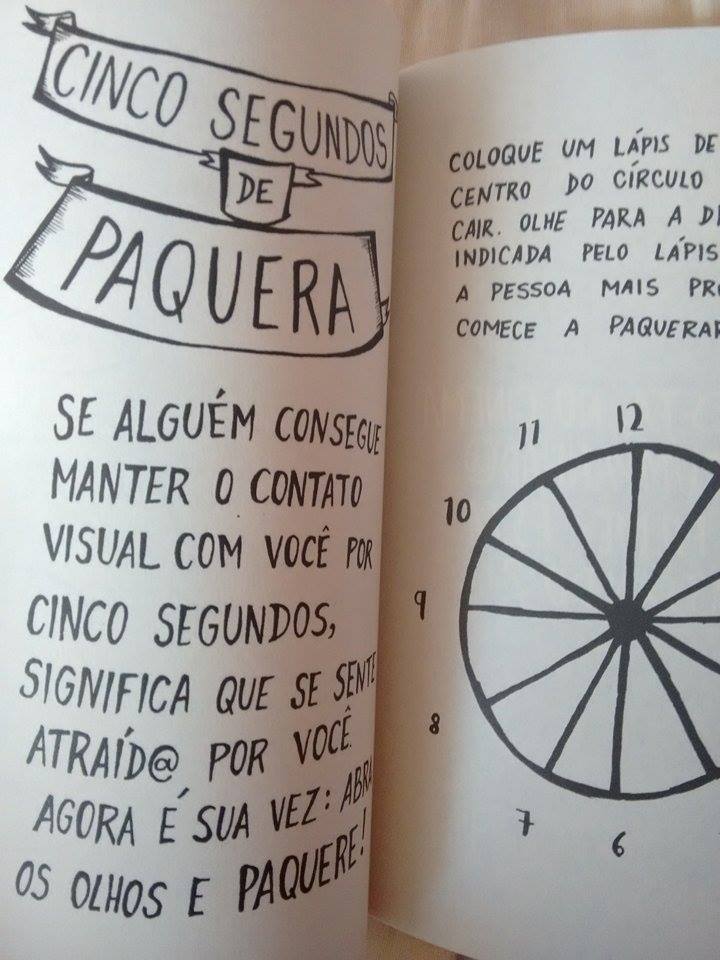 CINCO SEGUNDOS
DE
PAQUERA
SE ALGUÉM CONSEGUE
MANTER O CONTATO
VISUAL COM VOCÊ POR
CINCO SEGUNDOS,
SIGNIFICA QUE SE SENTE
ATRAÍD@ POR VOCÊ.
AGORA É SUA VEZ: ABRA
OS OLHOS E PAQUERE!
COLOQUE UM LÁPIS DE
CENTRO DO CÍRCULO
CAIR. OLHE PARA A
INDICADA PELO LÁPIS
A PESSOA MAIS
COMECE A PAQUERAR
12
11
10
9
8
7
6